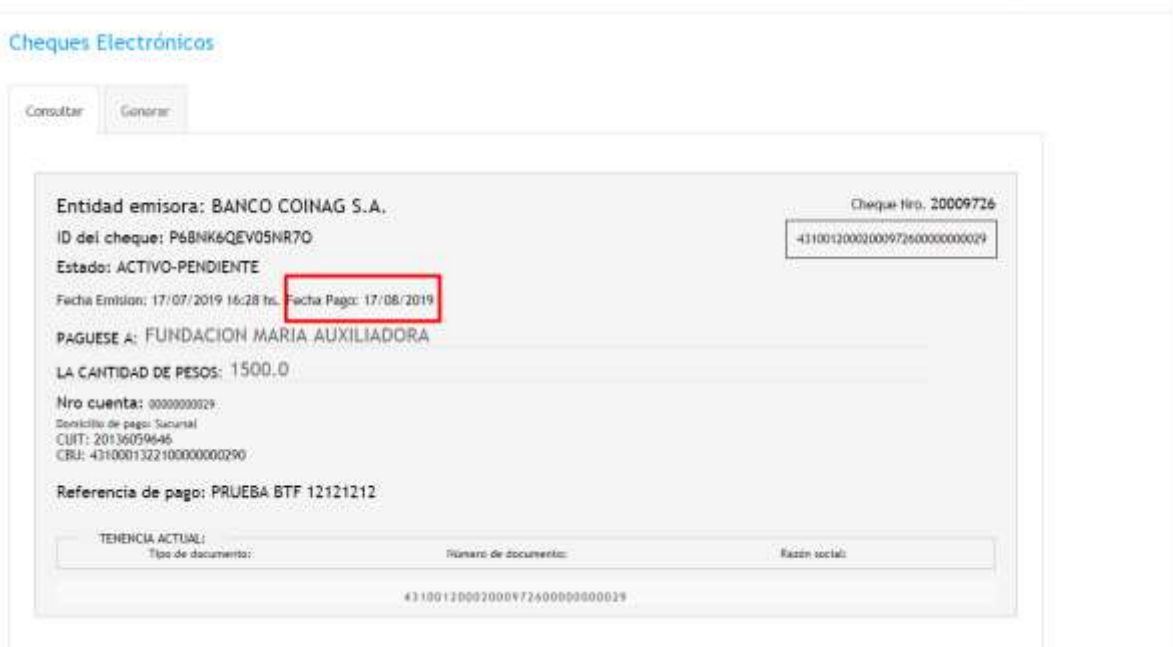 Cheques Electrónicos
Consultar Generar
Entidad emisora: BANCO COINAG S.A. Cheque Nro. 20009726
ID del cheque: P68NK6QEV05NR7O
Estado: ACTIVO-PENDIENTE
Fecha Emision: 17/07/2019 16:28 hs. Fecha Pago: 17/08/2019
PAGUESE A: FUNDACION MARIA AUXILIADORA
LA CANTIDAD DE PESOS: 1500.0
Nro cuenta: 00000000029
Domicilio de pago: Sucursal
CUIT: 20136059646
CBU: 4310001322100000000290
Referencia de pago: PRUEBA BTF 12121212
TENENCIA ACTUAL:
Tipo de documento: Número de documento: Razón social: